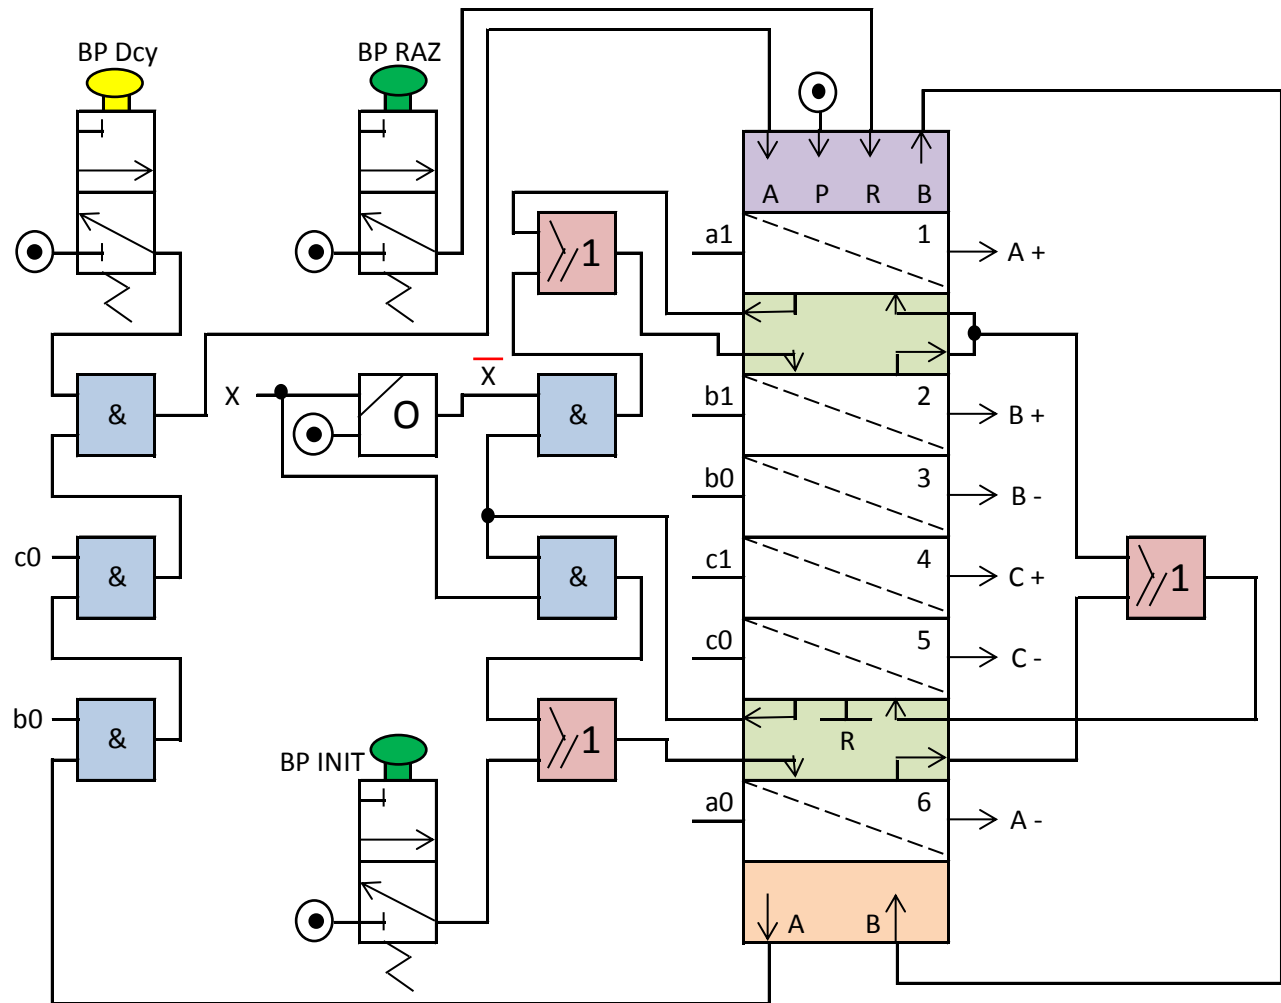 BP Dcy
BP RAZ
A P R B
≥1
a1
1
A +
X
X̅
O
&
&
b1
2
B +
b0
3
B -
c0
&
&
c1
4
C +
≥1
c0
5
C -
b0
&
≥1
R
BP INIT
a0
6
A -
A B